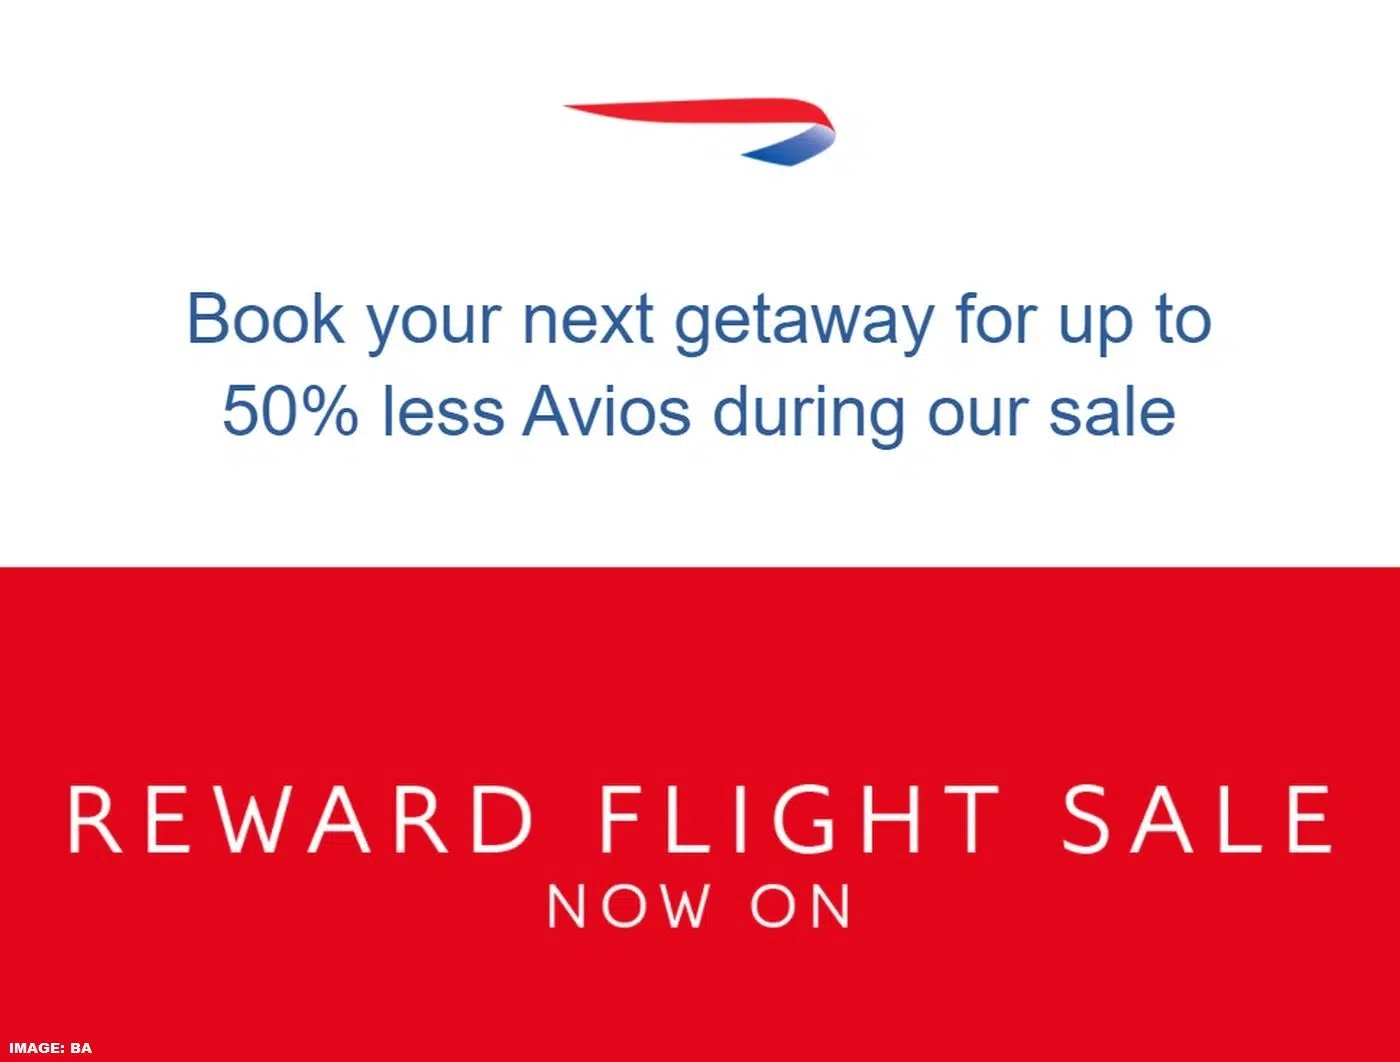 Book your next getaway for up to
50% less Avios during our sale
REWARD FLIGHT SALE
NOW ON
IMAGE: BA